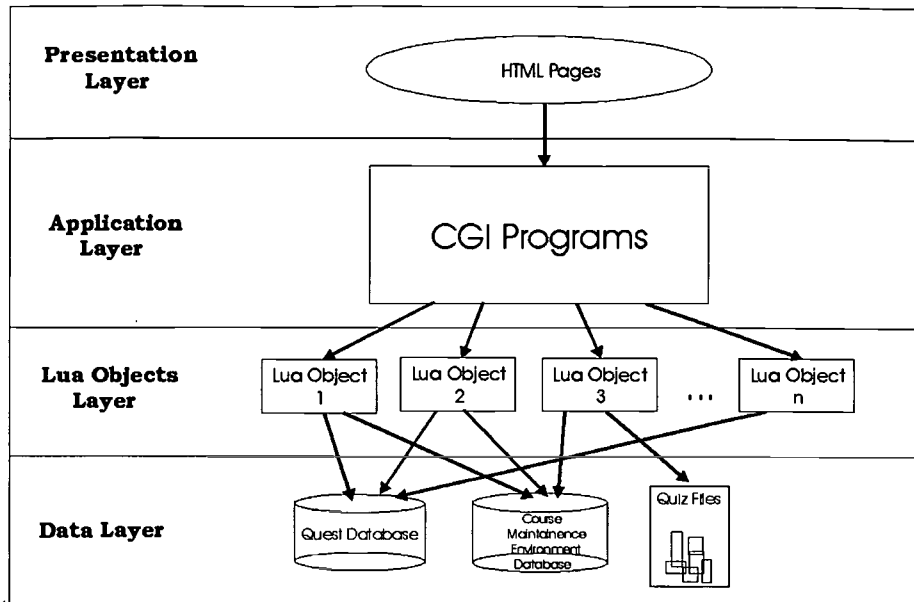 Presentation
Layer
HTML Pages
Application
Layer
CGI Programs
Lua Objects
Layer
Lua Object
1
Lua Object
2
Lua Object
3
...
Lua Object
n
Data Layer
Quest Database
Course
Maintainence
Environment
Database
Quiz Files